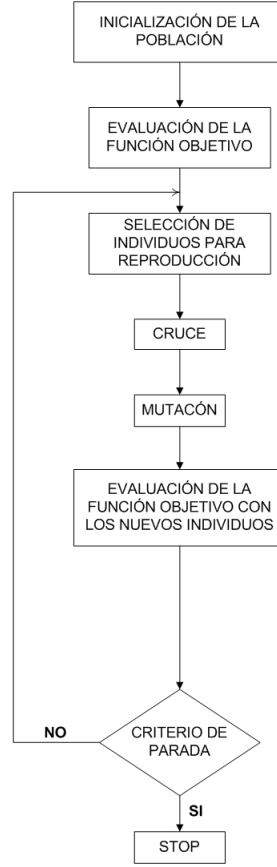 INICIALIZACIÓN DE LA
POBLACIÓN
EVALUACIÓN DE LA
FUNCIÓN OBJETIVO
SELECCIÓN DE
INDIVIDUOS PARA
REPRODUCCIÓN
CRUCE
MUTACÓN
EVALUACIÓN DE LA
FUNCIÓN OBJETIVO CON
LOS NUEVOS INDIVIDUOS
NO
CRITERIO DE
PARADA
SI
STOP